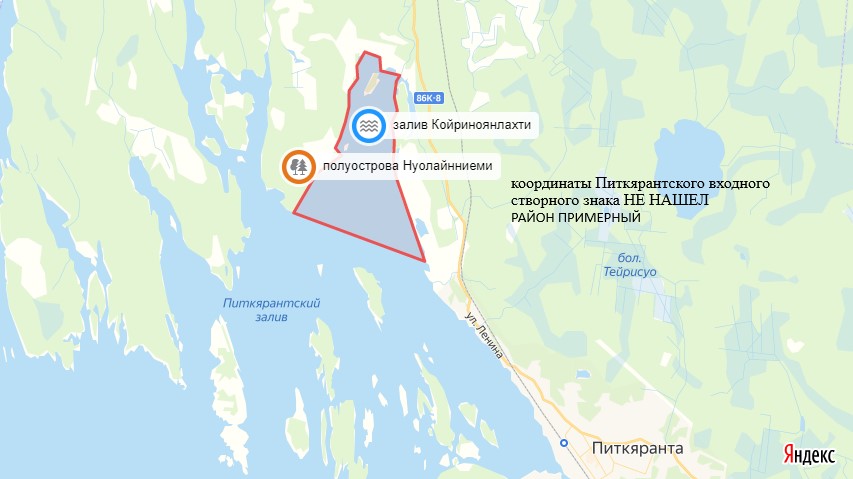 86К-8
залив Койриноянлахти
полуострова Нуолайнниеми
координаты Питкярантского входного
створного знака НЕ НАШЕЛ
РАЙОН ПРИМЕРНЫЙ
бол.
Тейрисуо
Питкярантский
залив
ул. Ленина
Питкяранта
Яндекс